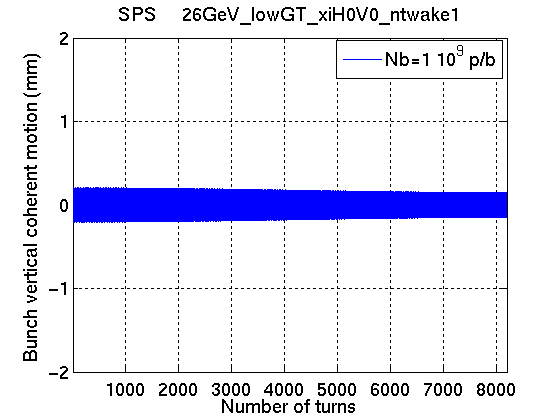 SPS 26GeV_lowGT_xiH0V0_ntwake1
Nb=1 10^9 p/b
Bunch vertical coherent motion (mm)
2
1
0
−1
−2
1000 2000 3000 4000 5000 6000 7000 8000
Number of turns